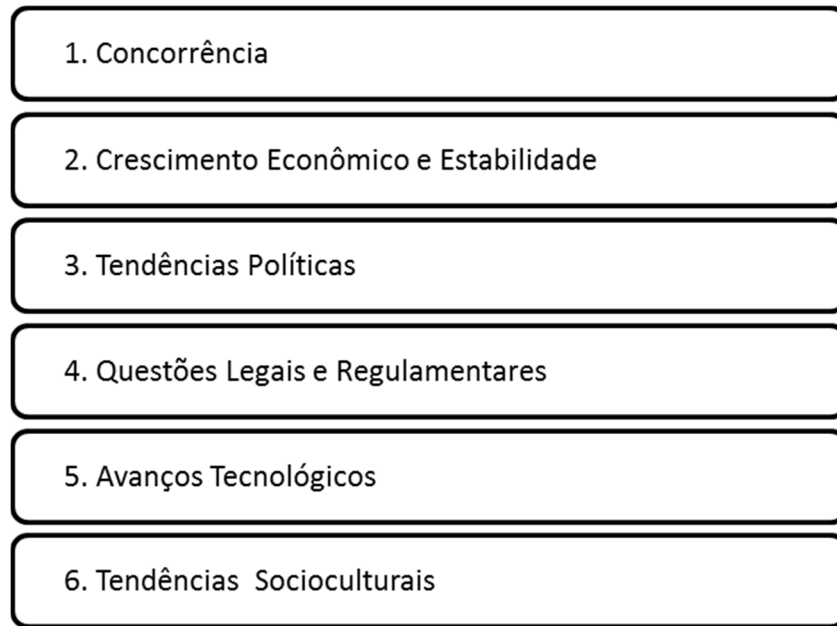 1. Concorrência
2. Crescimento Econômico e Estabilidade
3. Tendências Políticas
4. Questões Legais e Regulamentares
5. Avanços Tecnológicos
6. Tendências  Socioculturais